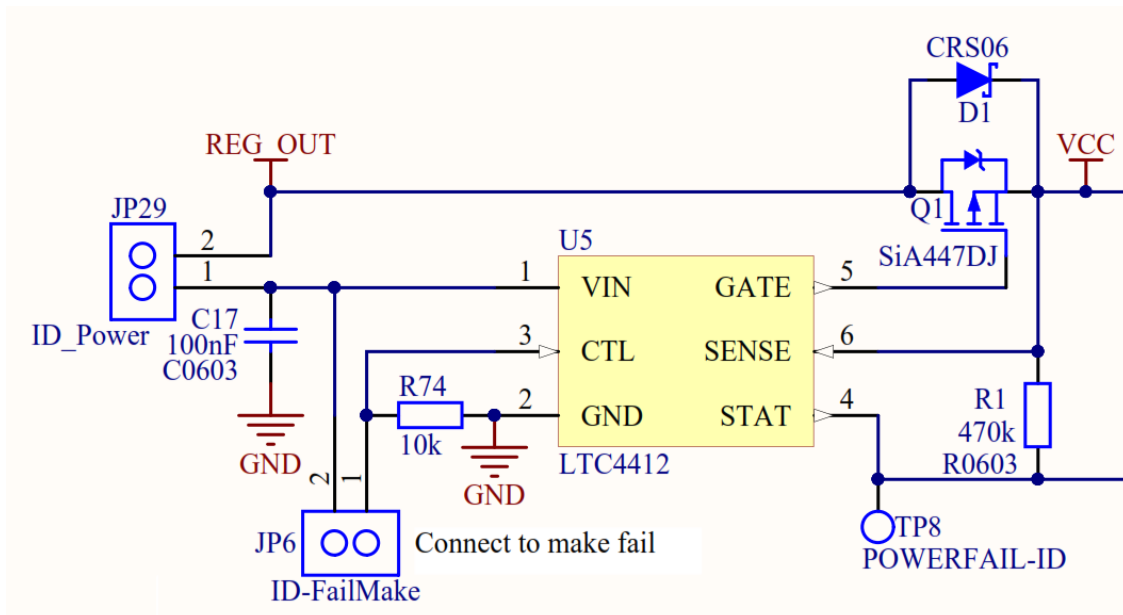 CRS06
D1
REG_OUT
VCC
JP29
2
1
ID_Power
C17
100nF
C0603
GND
Q1
SiA447DJ
U5
1
VIN
GATE
5
3
CTL
SENSE
6
2
GND
STAT
4
LTC4412
R74
10k
GND
R1
470k
R0603
2
1
JP6
Connect to make fail
ID-FailMake
TP8
POWERFAIL-ID